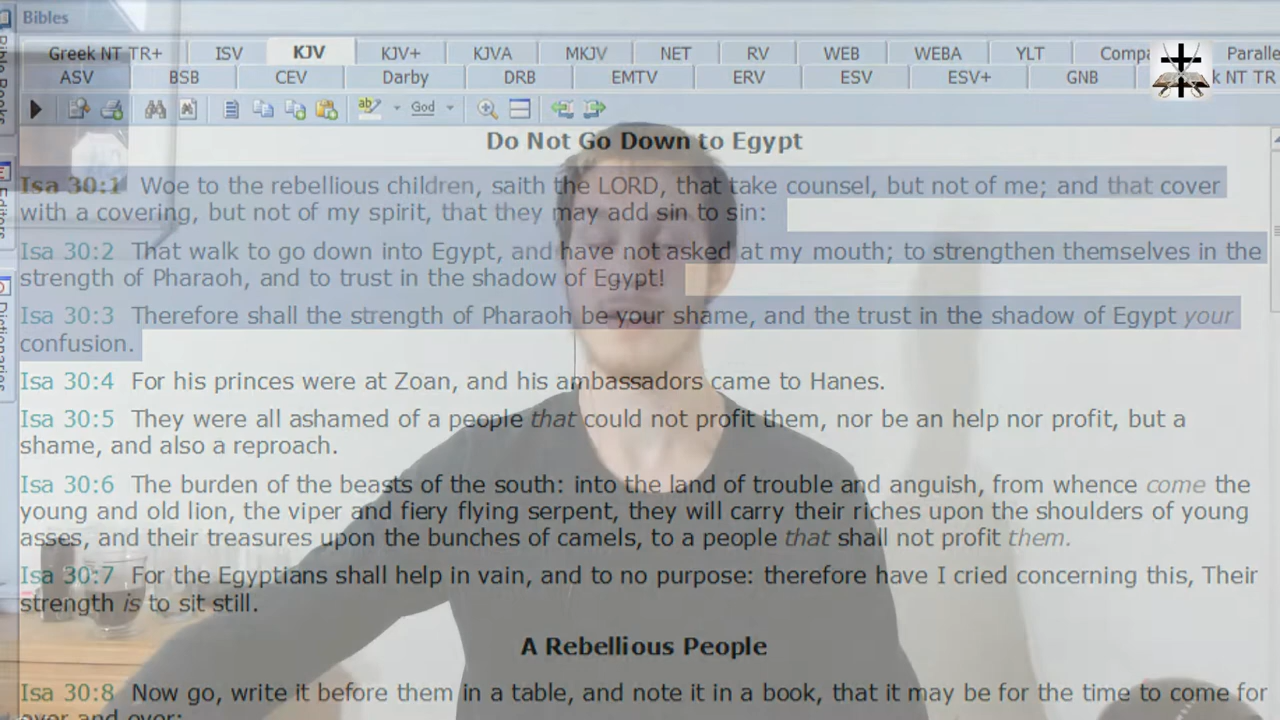 Bibles
Greek NT TR+ ISV KJV KJV+ KJVA MKJV NET RV WEB WEBA YLT Compa Paralle
ASV BSB CEV Darby DRB EMTV ERV ESV ESV+ GNB k NT TR
Bible Books
Editors
Dictionaries
ab God
Do Not Go Down to Egypt
Isa 30:1 Woe to the rebellious children, saith the LORD, that take counsel, but not of me; and that cover
with a covering, but not of my spirit, that they may add sin to sin:
Isa 30:2 That walk to go down into Egypt, and have not asked at my mouth; to strengthen themselves in the
strength of Pharaoh, and to trust in the shadow of Egypt!
Isa 30:3 Therefore shall the strength of Pharaoh be your shame, and the trust in the shadow of Egypt your
confusion.
Isa 30:4 For his princes were at Zoan, and his ambassadors came to Hanes.
Isa 30:5 They were all ashamed of a people that could not profit them, nor be an help nor profit, but a
shame, and also a reproach.
Isa 30:6 The burden of the beasts of the south: into the land of trouble and anguish, from whence come the
young and old lion, the viper and fiery flying serpent, they will carry their riches upon the shoulders of young
asses, and their treasures upon the bunches of camels, to a people that shall not profit them.
Isa 30:7 For the Egyptians shall help in vain, and to no purpose: therefore have I cried concerning this, Their
strength is to sit still.
A Rebellious People
Isa 30:8 Now go, write it before them in a table, and note it in a book, that it may be for the time to come for
ever and ever: